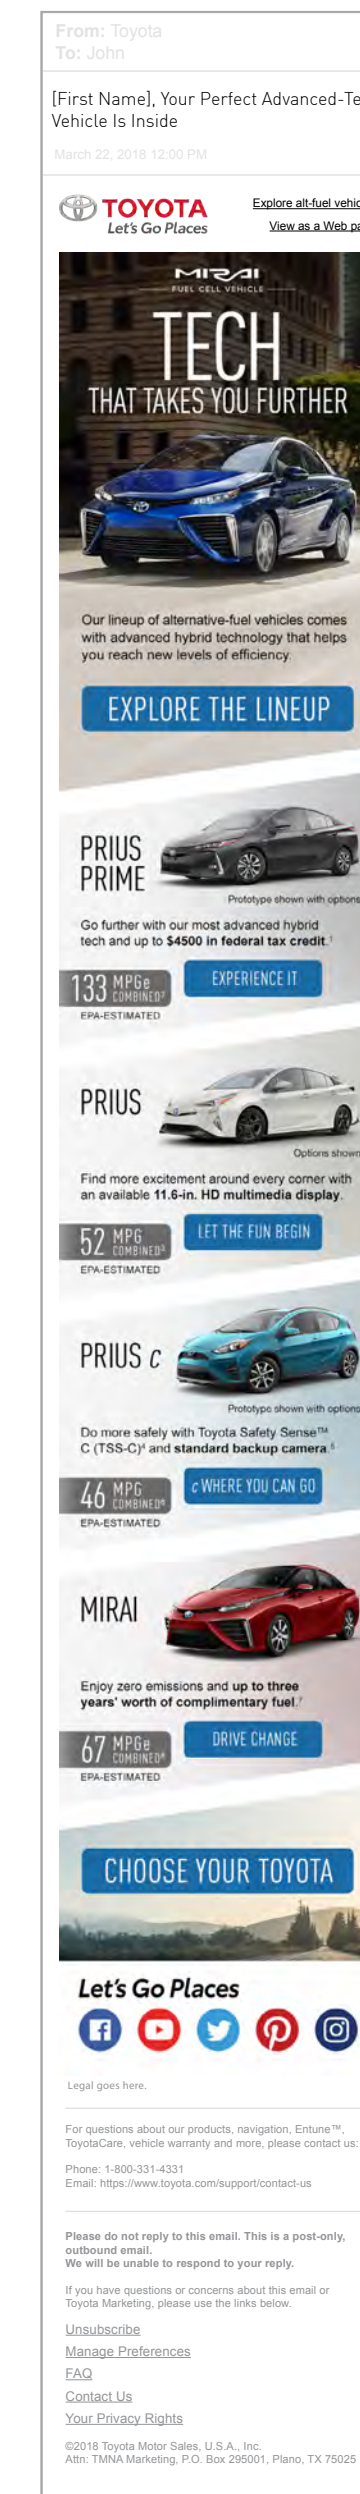 From: Toyota
To: John
[First Name], Your Perfect Advanced-Te
Vehicle Is Inside
March 22, 2018 12:00 PM
TOYOTA
Let's Go Places
Explore alt-fuel vehic
View as a Web pa
MIRAI
FUEL CELL VEHICLE
TECH
THAT TAKES YOU FURTHER
Our lineup of alternative-fuel vehicles comes
with advanced hybrid technology that helps
you reach new levels of efficiency.
EXPLORE THE LINEUP
PRIUS
PRIME
Prototype shown with options
Go further with our most advanced hybrid
tech and up to $4500 in federal tax credit.¹
133 MPGe COMBINED²
EPA-ESTIMATED
EXPERIENCE IT
PRIUS
Options shown
Find more excitement around every corner with
an available 11.6-in. HD multimedia display.
52 MPG COMBINED³
EPA-ESTIMATED
LET THE FUN BEGIN
PRIUS c
Prototype shown with options
Do more safely with Toyota Safety Sense™
C (TSS-C)⁴ and standard backup camera.⁵
46 MPG COMBINED⁶
EPA-ESTIMATED
c WHERE YOU CAN GO
MIRAI
Enjoy zero emissions and up to three
years' worth of complimentary fuel.⁷
67 MPGe COMBINED⁸
EPA-ESTIMATED
DRIVE CHANGE
CHOOSE YOUR TOYOTA
Let's Go Places
Legal goes here.
For questions about our products, navigation, Entune™,
ToyotaCare, vehicle warranty and more, please contact us:
Phone: 1-800-331-4331
Email: https://www.toyota.com/support/contact-us
Please do not reply to this email. This is a post-only,
outbound email.
We will be unable to respond to your reply.
If you have questions or concerns about this email or
Toyota Marketing, please use the links below.
Unsubscribe
Manage Preferences
FAQ
Contact Us
Your Privacy Rights
©2018 Toyota Motor Sales, U.S.A., Inc.
Attn: TMNA Marketing, P.O. Box 295001, Plano, TX 75025